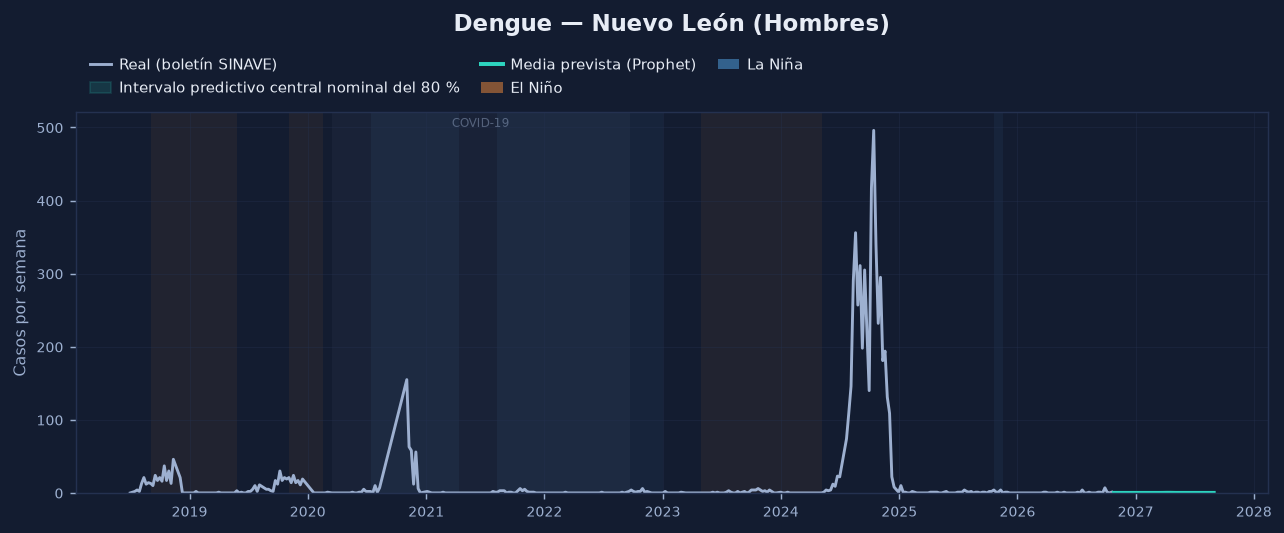 Dengue — Nuevo León (Hombres)
Real (boletín SINAVE)
Intervalo predictivo central nominal del 80 %
Media prevista (Prophet)
El Niño
La Niña
COVID-19
Casos por semana
500
400
300
200
100
0
2019 2020 2021 2022 2023 2024 2025 2026 2027 2028